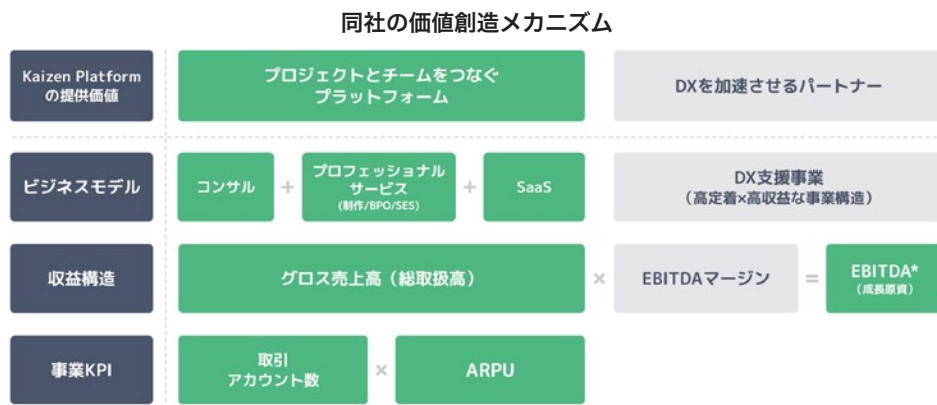 同社の価値創造メカニズム
Kaizen Platform
の提供価値
プロジェクトとチームをつなぐ
プラットフォーム
DXを加速させるパートナー
ビジネスモデル
コンサル
+
プロフェッショナル
サービス
(制作/BPO/SES)
+
SaaS
DX支援事業
(高定着×高収益な事業構造)
収益構造
グロス売上高(総取扱高)
×
EBITDAマージン
=
EBITDA*
(成長原資)
事業KPI
取引
アカウント数
×
ARPU